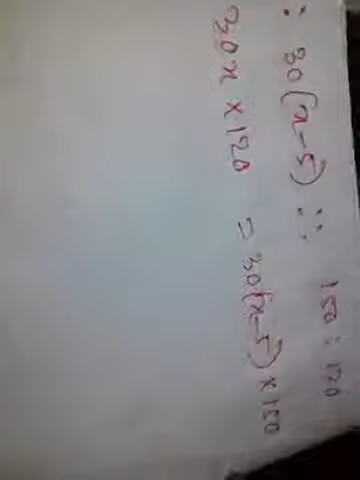 : 30(x-5) :: 150 : 120
30x × 120 = 30(x-5) × 150